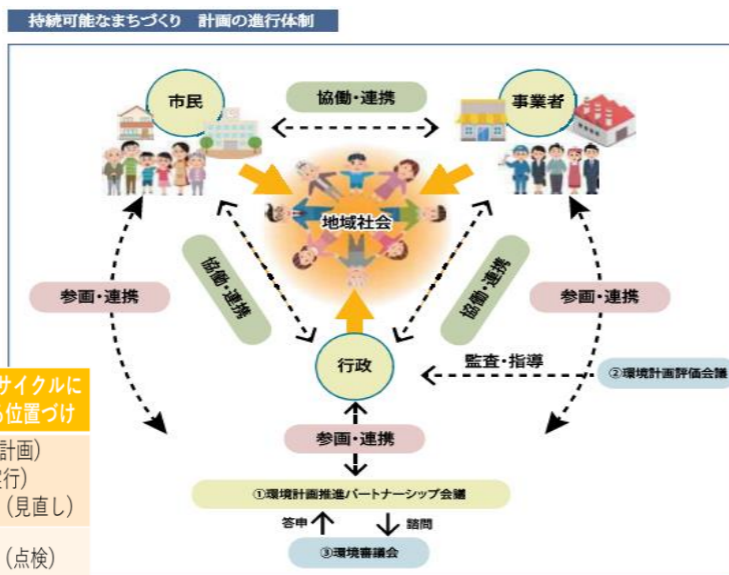 持続可能なまちづくり 計画の進行体制
市民
協働・連携
事業者
地域社会
協働・連携
協働・連携
参画・連携
参画・連携
行政
監査・指導
②環境計画評価会議
サイクルに
位置づけ
計画)
参画・連携
行)
(見直し)
①環境計画推進パートナーシップ会議
答申
諮問
③環境審議会
(点検)